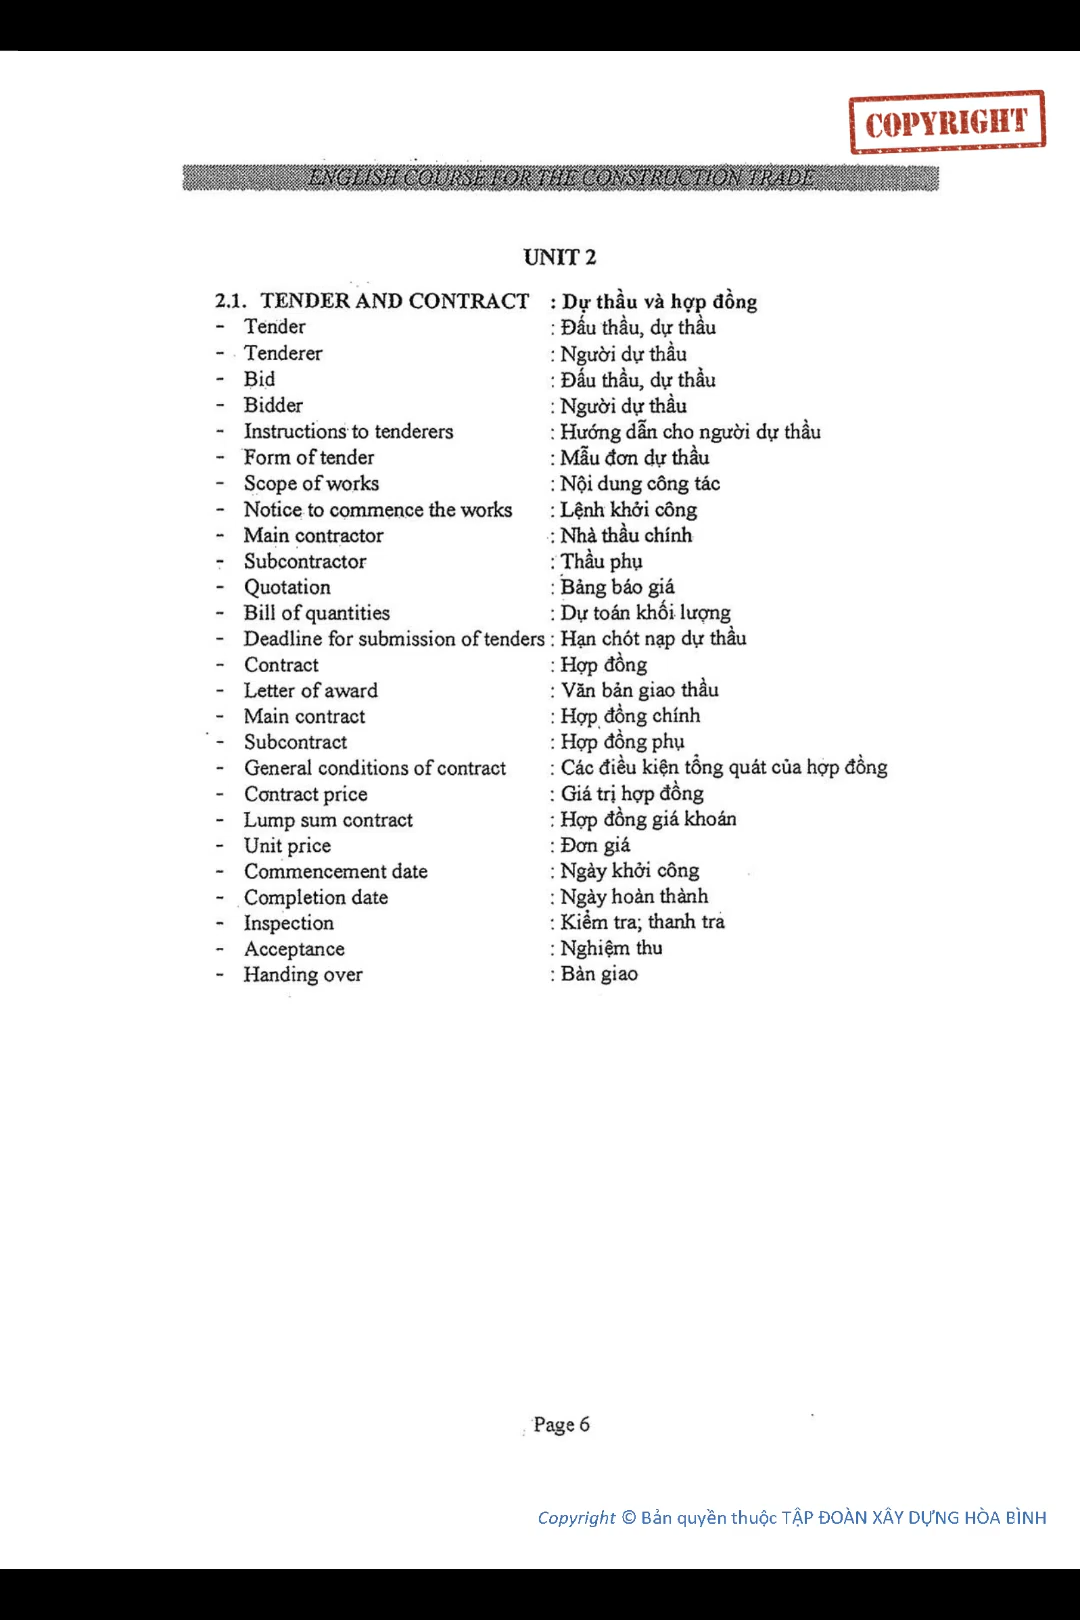 COPYRIGHT
ENGLISH COURSE FOR THE CONSTRUCTION TRADE
UNIT 2
2.1. TENDER AND CONTRACT : Dự thầu và hợp đồng
- Tender : Đấu thầu, dự thầu
- Tenderer : Người dự thầu
- Bid : Đấu thầu, dự thầu
- Bidder : Người dự thầu
- Instructions to tenderers : Hướng dẫn cho người dự thầu
- Form of tender : Mẫu đơn dự thầu
- Scope of works : Nội dung công tác
- Notice to commence the works : Lệnh khởi công
- Main contractor : Nhà thầu chính
- Subcontractor : Thầu phụ
- Quotation : Bảng báo giá
- Bill of quantities : Dự toán khối lượng
- Deadline for submission of tenders : Hạn chót nạp dự thầu
- Contract : Hợp đồng
- Letter of award : Văn bản giao thầu
- Main contract : Hợp đồng chính
- Subcontract : Hợp đồng phụ
- General conditions of contract : Các điều kiện tổng quát của hợp đồng
- Contract price : Giá trị hợp đồng
- Lump sum contract : Hợp đồng giá khoán
- Unit price : Đơn giá
- Commencement date : Ngày khởi công
- Completion date : Ngày hoàn thành
- Inspection : Kiểm tra; thanh tra
- Acceptance : Nghiệm thu
- Handing over : Bàn giao
Page 6
Copyright © Bản quyền thuộc TẬP ĐOÀN XÂY DỰNG HÒA BÌNH